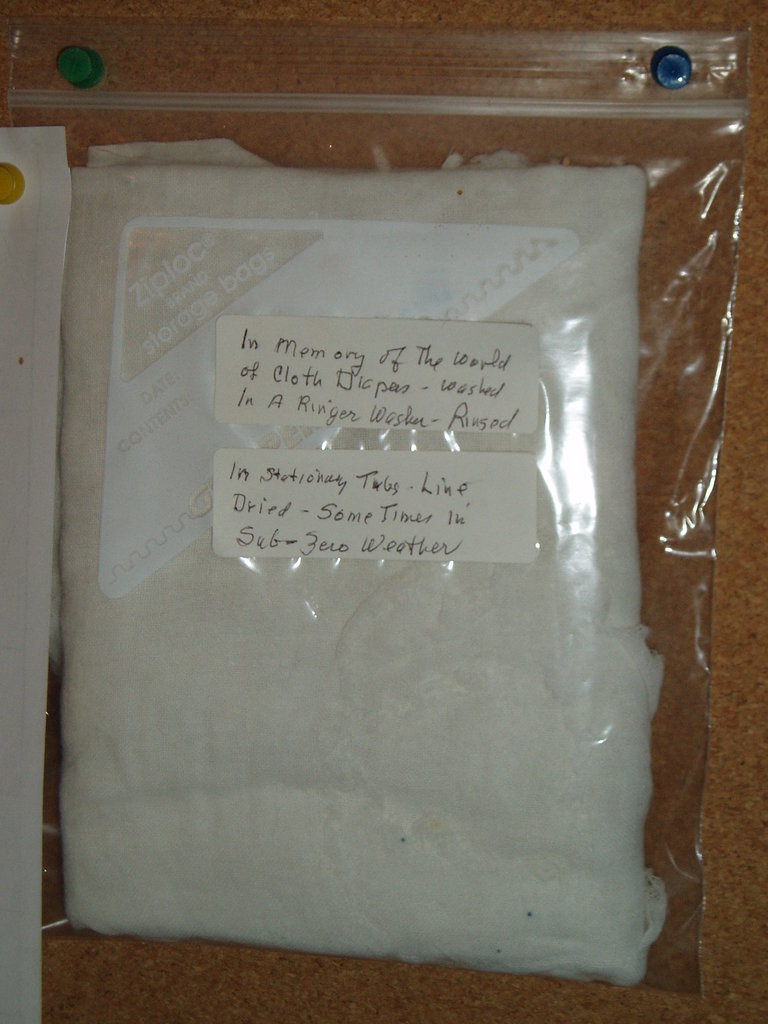 Ziploc®
BRAND
storage bags
DATE:
CONTENTS:
In Memory of The World
of Cloth Diapers - washed
In A Ringer Washer - Rinsed
In Stationary Tubs - Line
Dried - Some Times in
Sub-Zero Weather